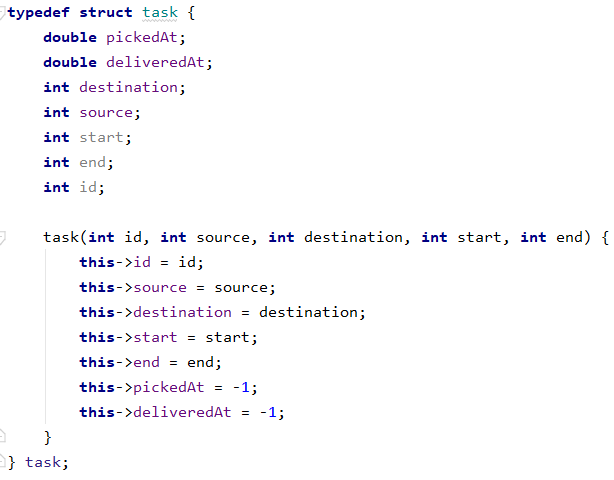 typedef struct task {
    double pickedAt;
    double deliveredAt;
    int destination;
    int source;
    int start;
    int end;
    int id;

    task(int id, int source, int destination, int start, int end) {
        this->id = id;
        this->source = source;
        this->destination = destination;
        this->start = start;
        this->end = end;
        this->pickedAt = -1;
        this->deliveredAt = -1;
    }
} task;